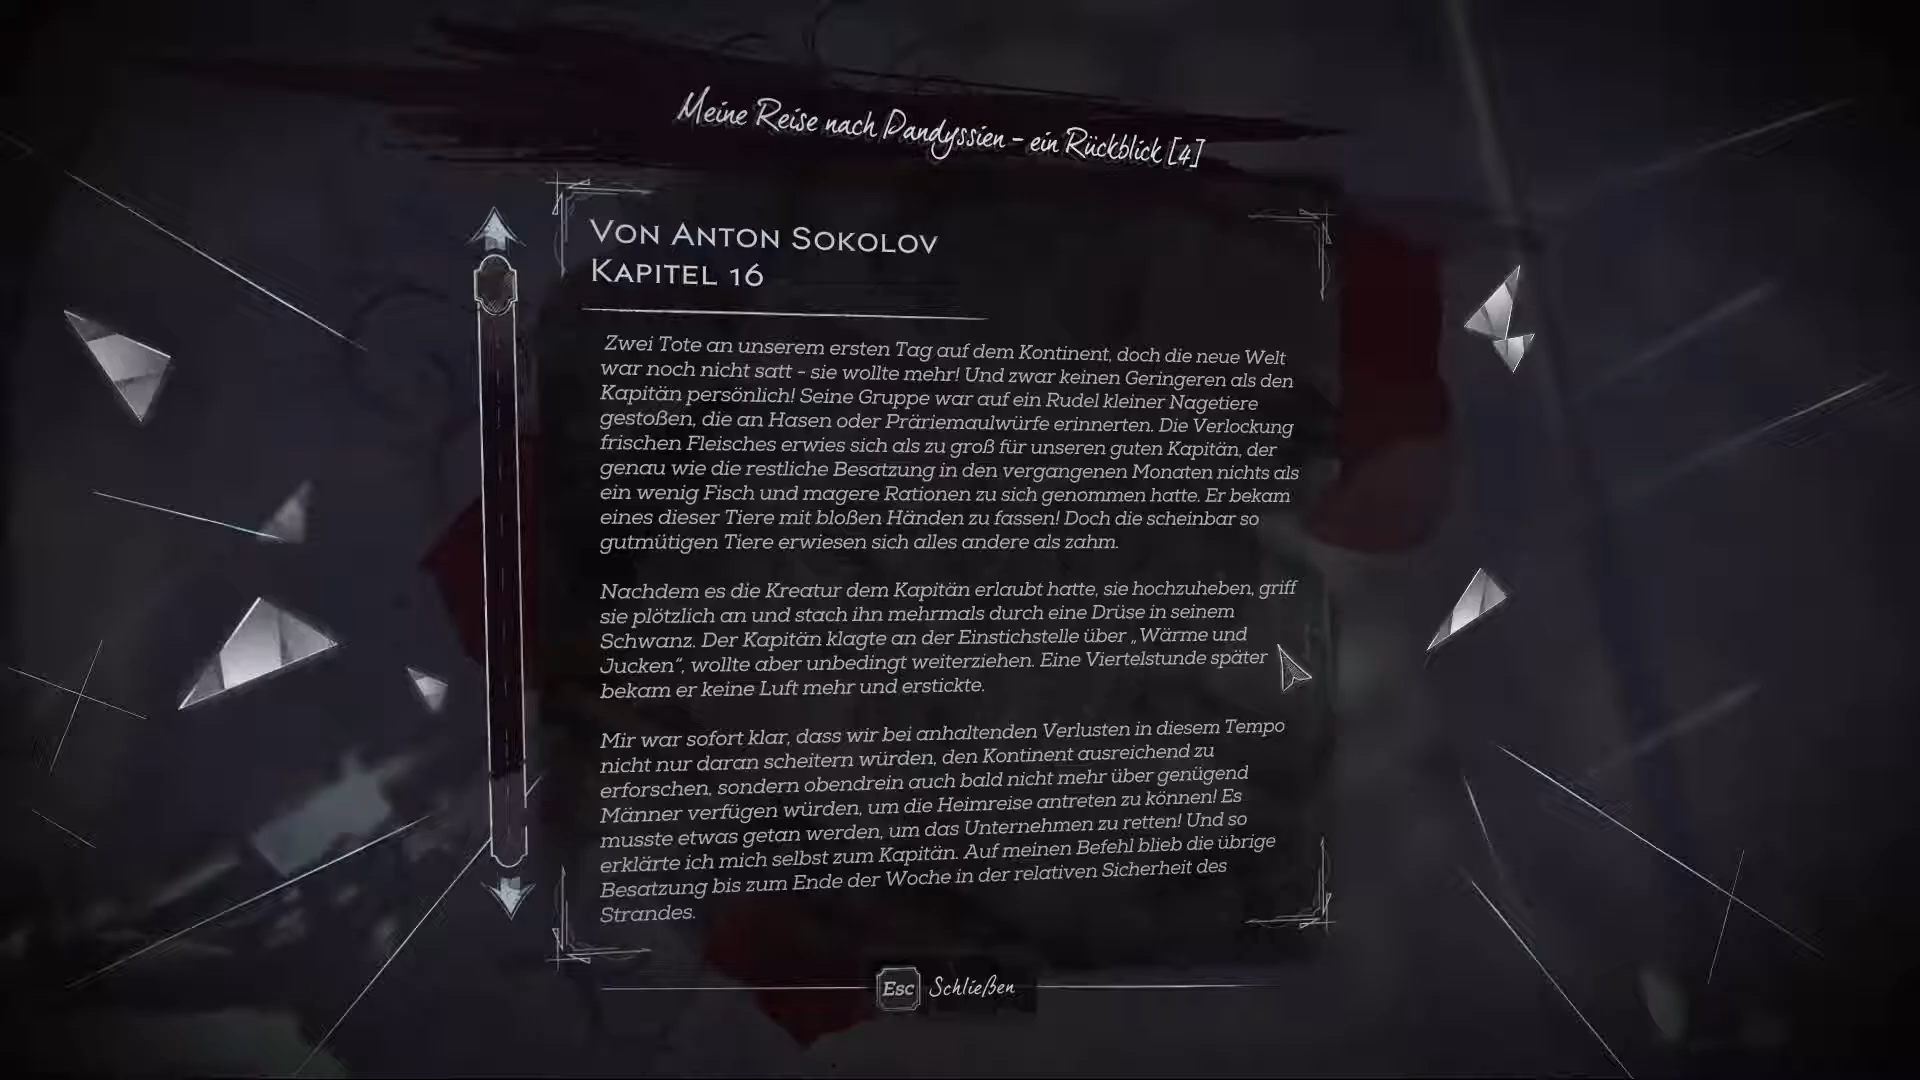 Meine Reise nach Pandyssien - ein Rückblick [4]
Von Anton Sokolov
Kapitel 16
Zwei Tote an unserem ersten Tag auf dem Kontinent, doch die neue Welt
war noch nicht satt - sie wollte mehr! Und zwar keinen Geringeren als den
Kapitän persönlich! Seine Gruppe war auf ein Rudel kleiner Nagetiere
gestoßen, die an Hasen oder Präriemaulwürfe erinnerten. Die Verlockung
frischen Fleisches erwies sich als zu groß für unseren guten Kapitän, der
genau wie die restliche Besatzung in den vergangenen Monaten nichts als
ein wenig Fisch und magere Rationen zu sich genommen hatte. Er bekam
eines dieser Tiere mit bloßen Händen zu fassen! Doch die scheinbar so
gutmütigen Tiere erwiesen sich alles andere als zahm.
Nachdem es die Kreatur dem Kapitän erlaubt hatte, sie hochzuheben, griff
sie plötzlich an und stach ihn mehrmals durch eine Drüse in seinem
Schwanz. Der Kapitän klagte an der Einstichstelle über „Wärme und
Jucken“, wollte aber unbedingt weiterziehen. Eine Viertelstunde später
bekam er keine Luft mehr und erstickte.
Mir war sofort klar, dass wir bei anhaltenden Verlusten in diesem Tempo
nicht nur daran scheitern würden, den Kontinent ausreichend zu
erforschen, sondern obendrein auch bald nicht mehr über genügend
Männer verfügen würden, um die Heimreise antreten zu können! Es
musste etwas getan werden, um das Unternehmen zu retten! Und so
erklärte ich mich selbst zum Kapitän. Auf meinen Befehl blieb die übrige
Besatzung bis zum Ende der Woche in der relativen Sicherheit des
Strandes.
Esc Schließen